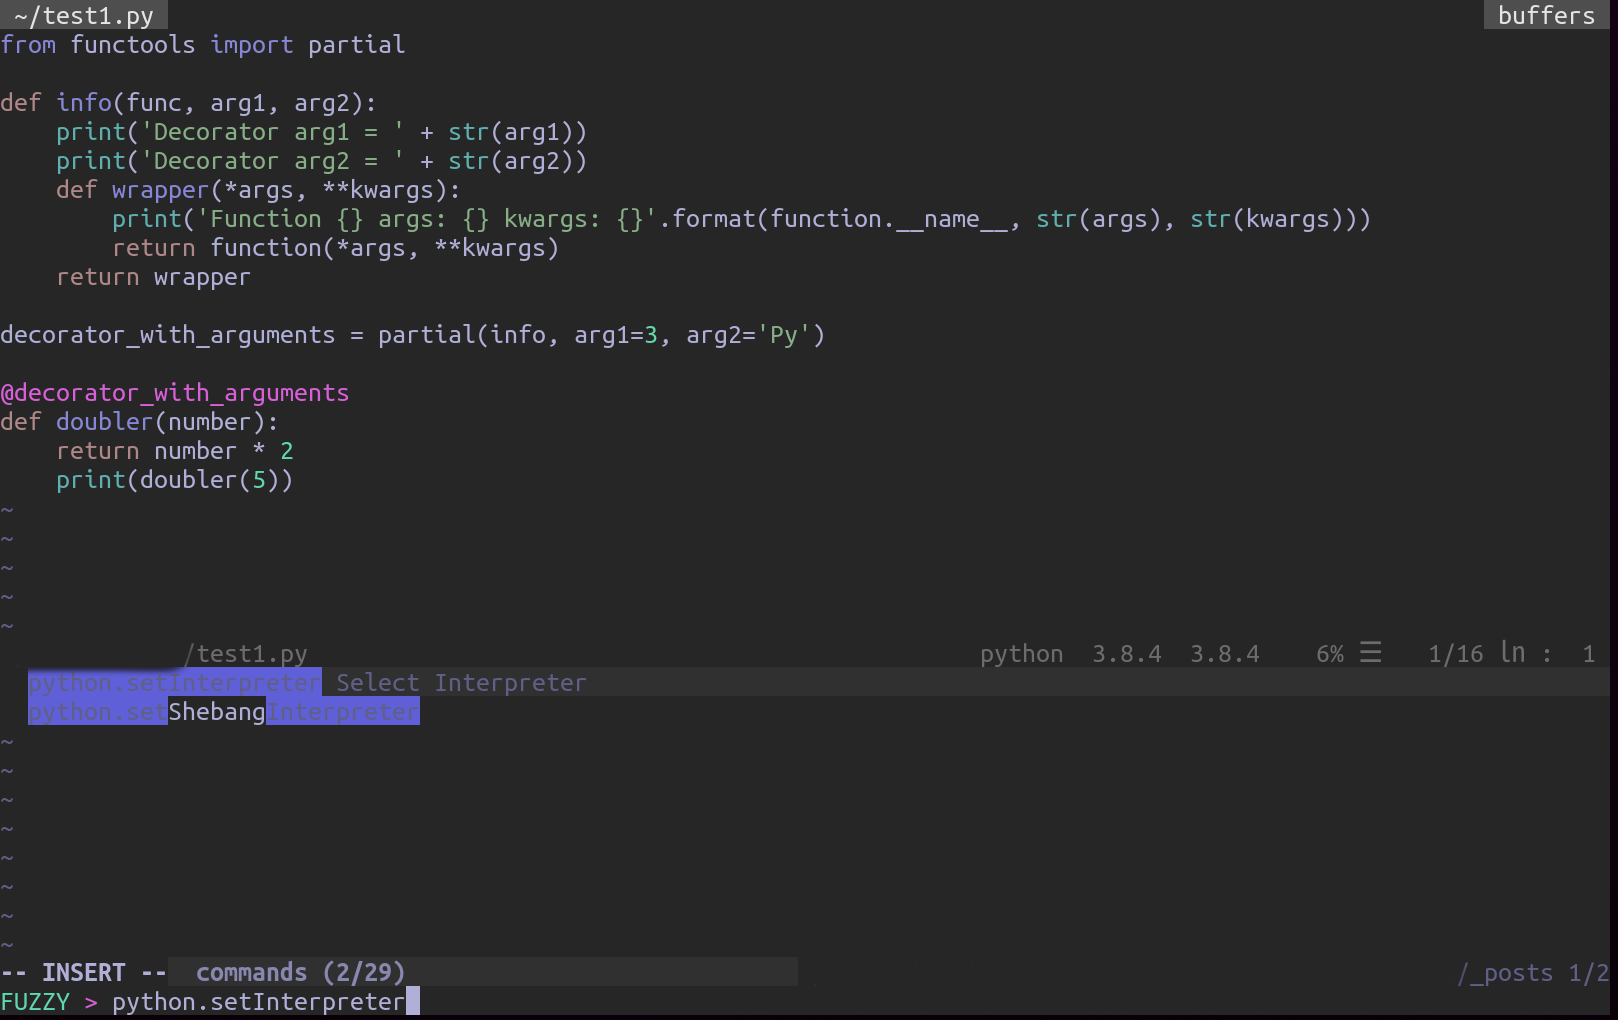 ~/test1.py buffers
from functools import partial
def info(func, arg1, arg2):
    print('Decorator arg1 = ' + str(arg1))
    print('Decorator arg2 = ' + str(arg2))
    def wrapper(*args, **kwargs):
        print('Function {} args: {} kwargs: {}'.format(function.__name__, str(args), str(kwargs)))
        return function(*args, **kwargs)
    return wrapper
decorator_with_arguments = partial(info, arg1=3, arg2='Py')
@decorator_with_arguments
def doubler(number):
    return number * 2
    print(doubler(5))
~
~
~
~
~
/test1.py python 3.8.4 3.8.4 6% ☰ 1/16 ln : 1
python.setInterpreter Select Interpreter
python.setShebangInterpreter
~
~
~
~
~
~
~
~
-- INSERT -- commands (2/29) /_posts 1/2
FUZZY > python.setInterpreter